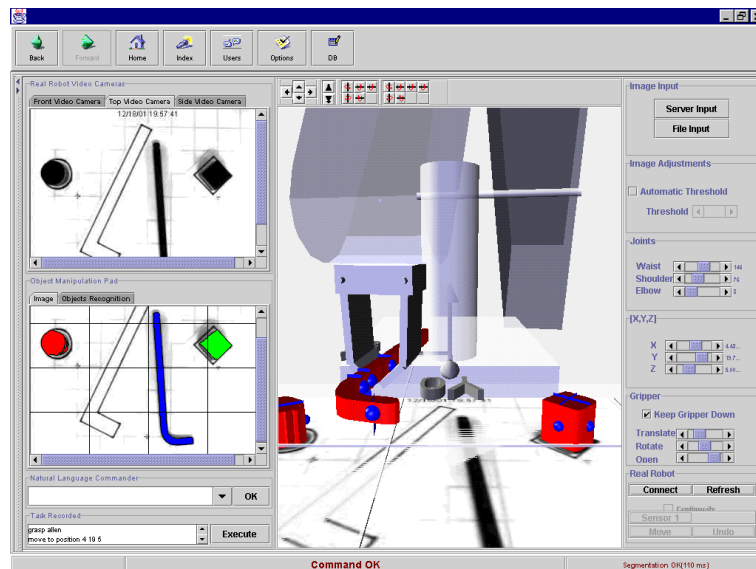 Back
Forward
Home
Index
Users
Options
DB
Real Robot Video Cameras
Front Video Camera
Top Video Camera
Side Video Camera
12/18/01 19:57 41
Object Manipulation Pad
Image
Objects Recognition
Natural Language Commander
OK
Task Recorded
grasp allen
move to position 4 19 5
Execute
Image Input
Server Input
File Input
Image Adjustments
Automatic Threshold
Threshold
Joints
Waist
Shoulder
Elbow
[X,Y,Z]
X
Y
Z
Gripper
Keep Gripper Down
Translate
Rotate
Open
Real Robot
Connect Refresh
Continuously
Sensor 1
Move Undo
Command OK
Segmentation OK(110 ms)